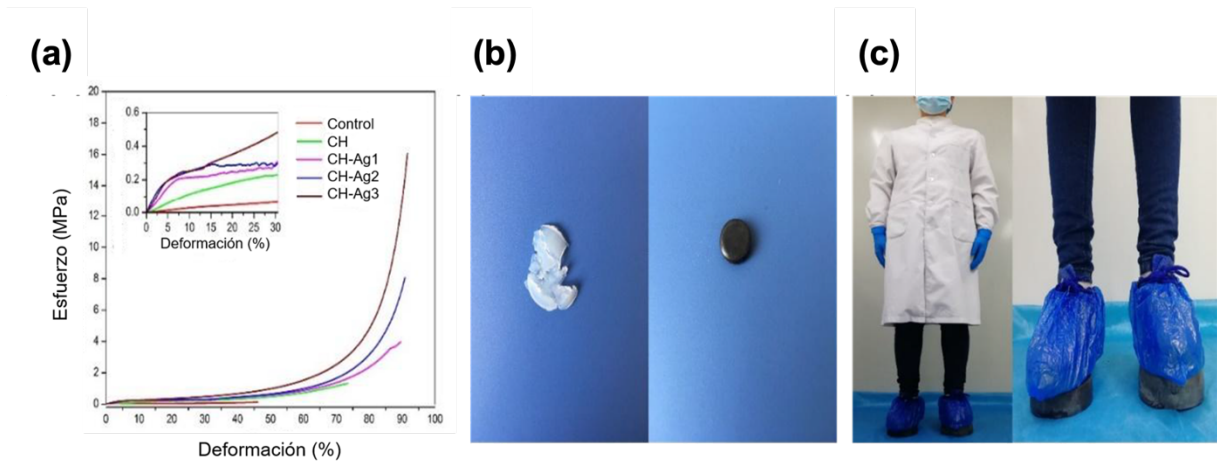 (a)
(b)
(c)
Esfuerzo (MPa)
20
18
16
14
12
10
8
6
4
2
0
0.6
0.4
0.2
0.0
0 5 10 15 20 25 30
Deformación (%)
Control
CH
CH-Ag1
CH-Ag2
CH-Ag3
0 10 20 30 40 50 60 70 80 90 100
Deformación (%)